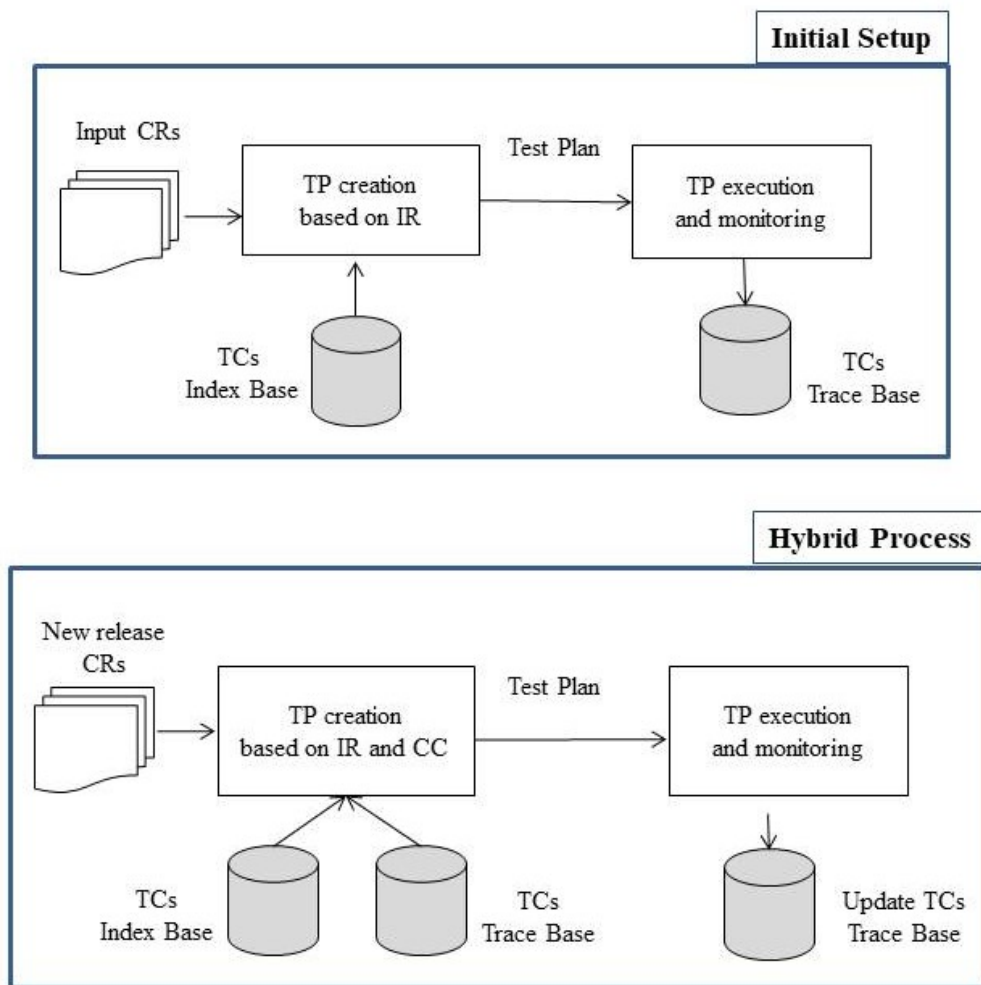 Initial Setup
Input CRs
TP creation
based on IR
Test Plan
TP execution
and monitoring
TCs
Index Base
TCs
Trace Base
Hybrid Process
New release
CRs
TP creation
based on IR and CC
Test Plan
TP execution
and monitoring
TCs
Index Base
TCs
Trace Base
Update TCs
Trace Base